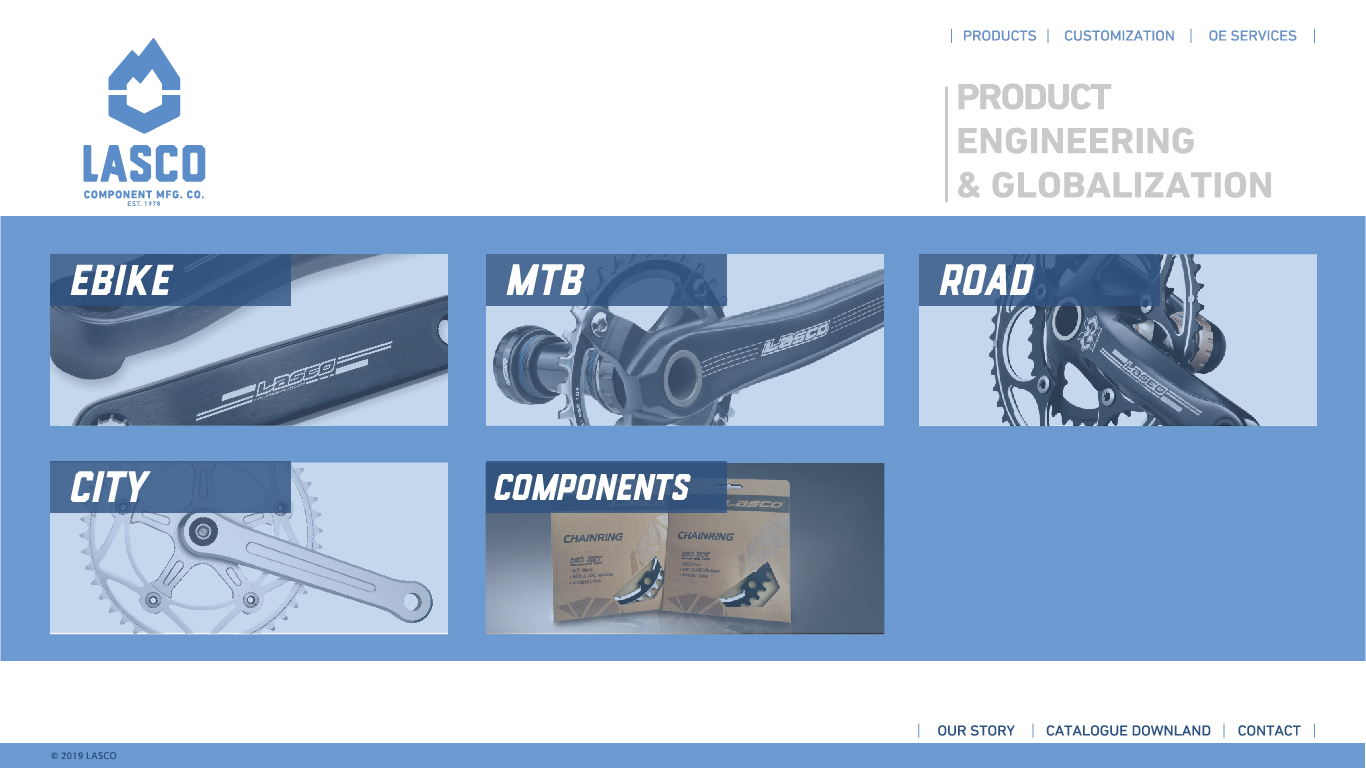 PRODUCTS CUSTOMIZATION OE SERVICES
LASCO
COMPONENT MFG. CO.
EST. 1978
PRODUCT
ENGINEERING
& GLOBALIZATION
EBIKE
LASCO
MTB
LASCO
ROAD
LASCO
CITY
COMPONENTS
LASCO
CHAINRING
CHAINRING
OUR STORY CATALOGUE DOWNLAND CONTACT
© 2019 LASCO